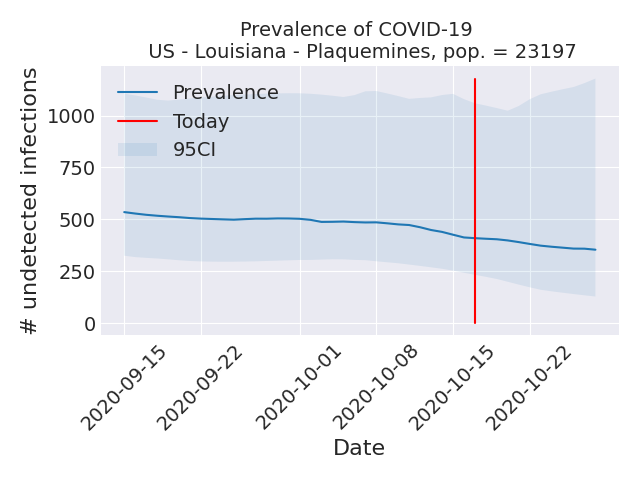 Prevalence of COVID-19
US - Louisiana - Plaquemines, pop. = 23197
# undetected infections
1000
750
500
250
0
Prevalence
Today
95CI
2020-09-15
2020-09-22
2020-10-01
2020-10-08
2020-10-15
2020-10-22
Date